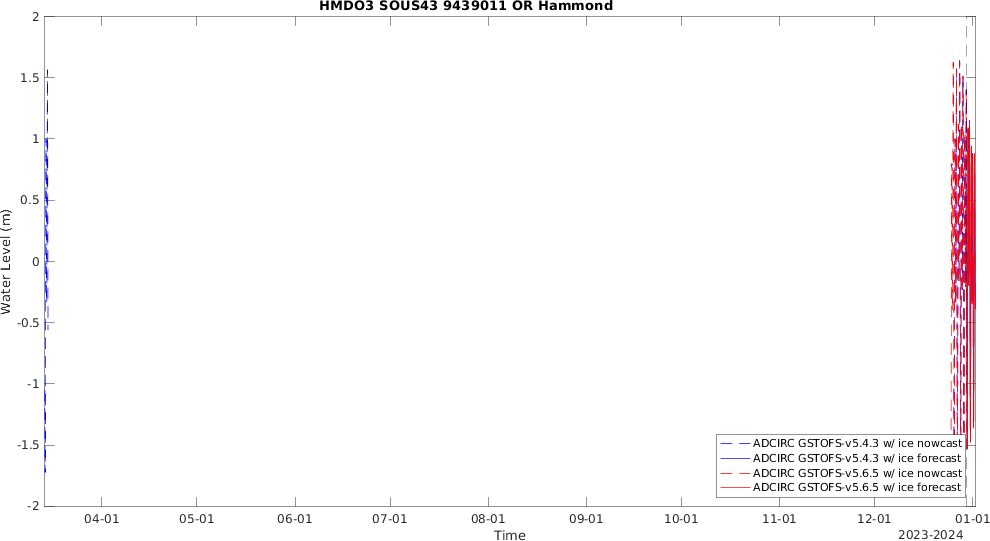 HMDO3 SOUS43 9439011 OR Hammond
2
1.5
1
0.5
0
-0.5
-1
-1.5
-2
Water Level (m)
ADCIRC GSTOFS-v5.4.3 w/ ice nowcast
ADCIRC GSTOFS-v5.4.3 w/ ice forecast
ADCIRC GSTOFS-v5.6.5 w/ ice nowcast
ADCIRC GSTOFS-v5.6.5 w/ ice forecast
04-01 05-01 06-01 07-01 08-01 09-01 10-01 11-01 12-01 01-01
Time
2023-2024